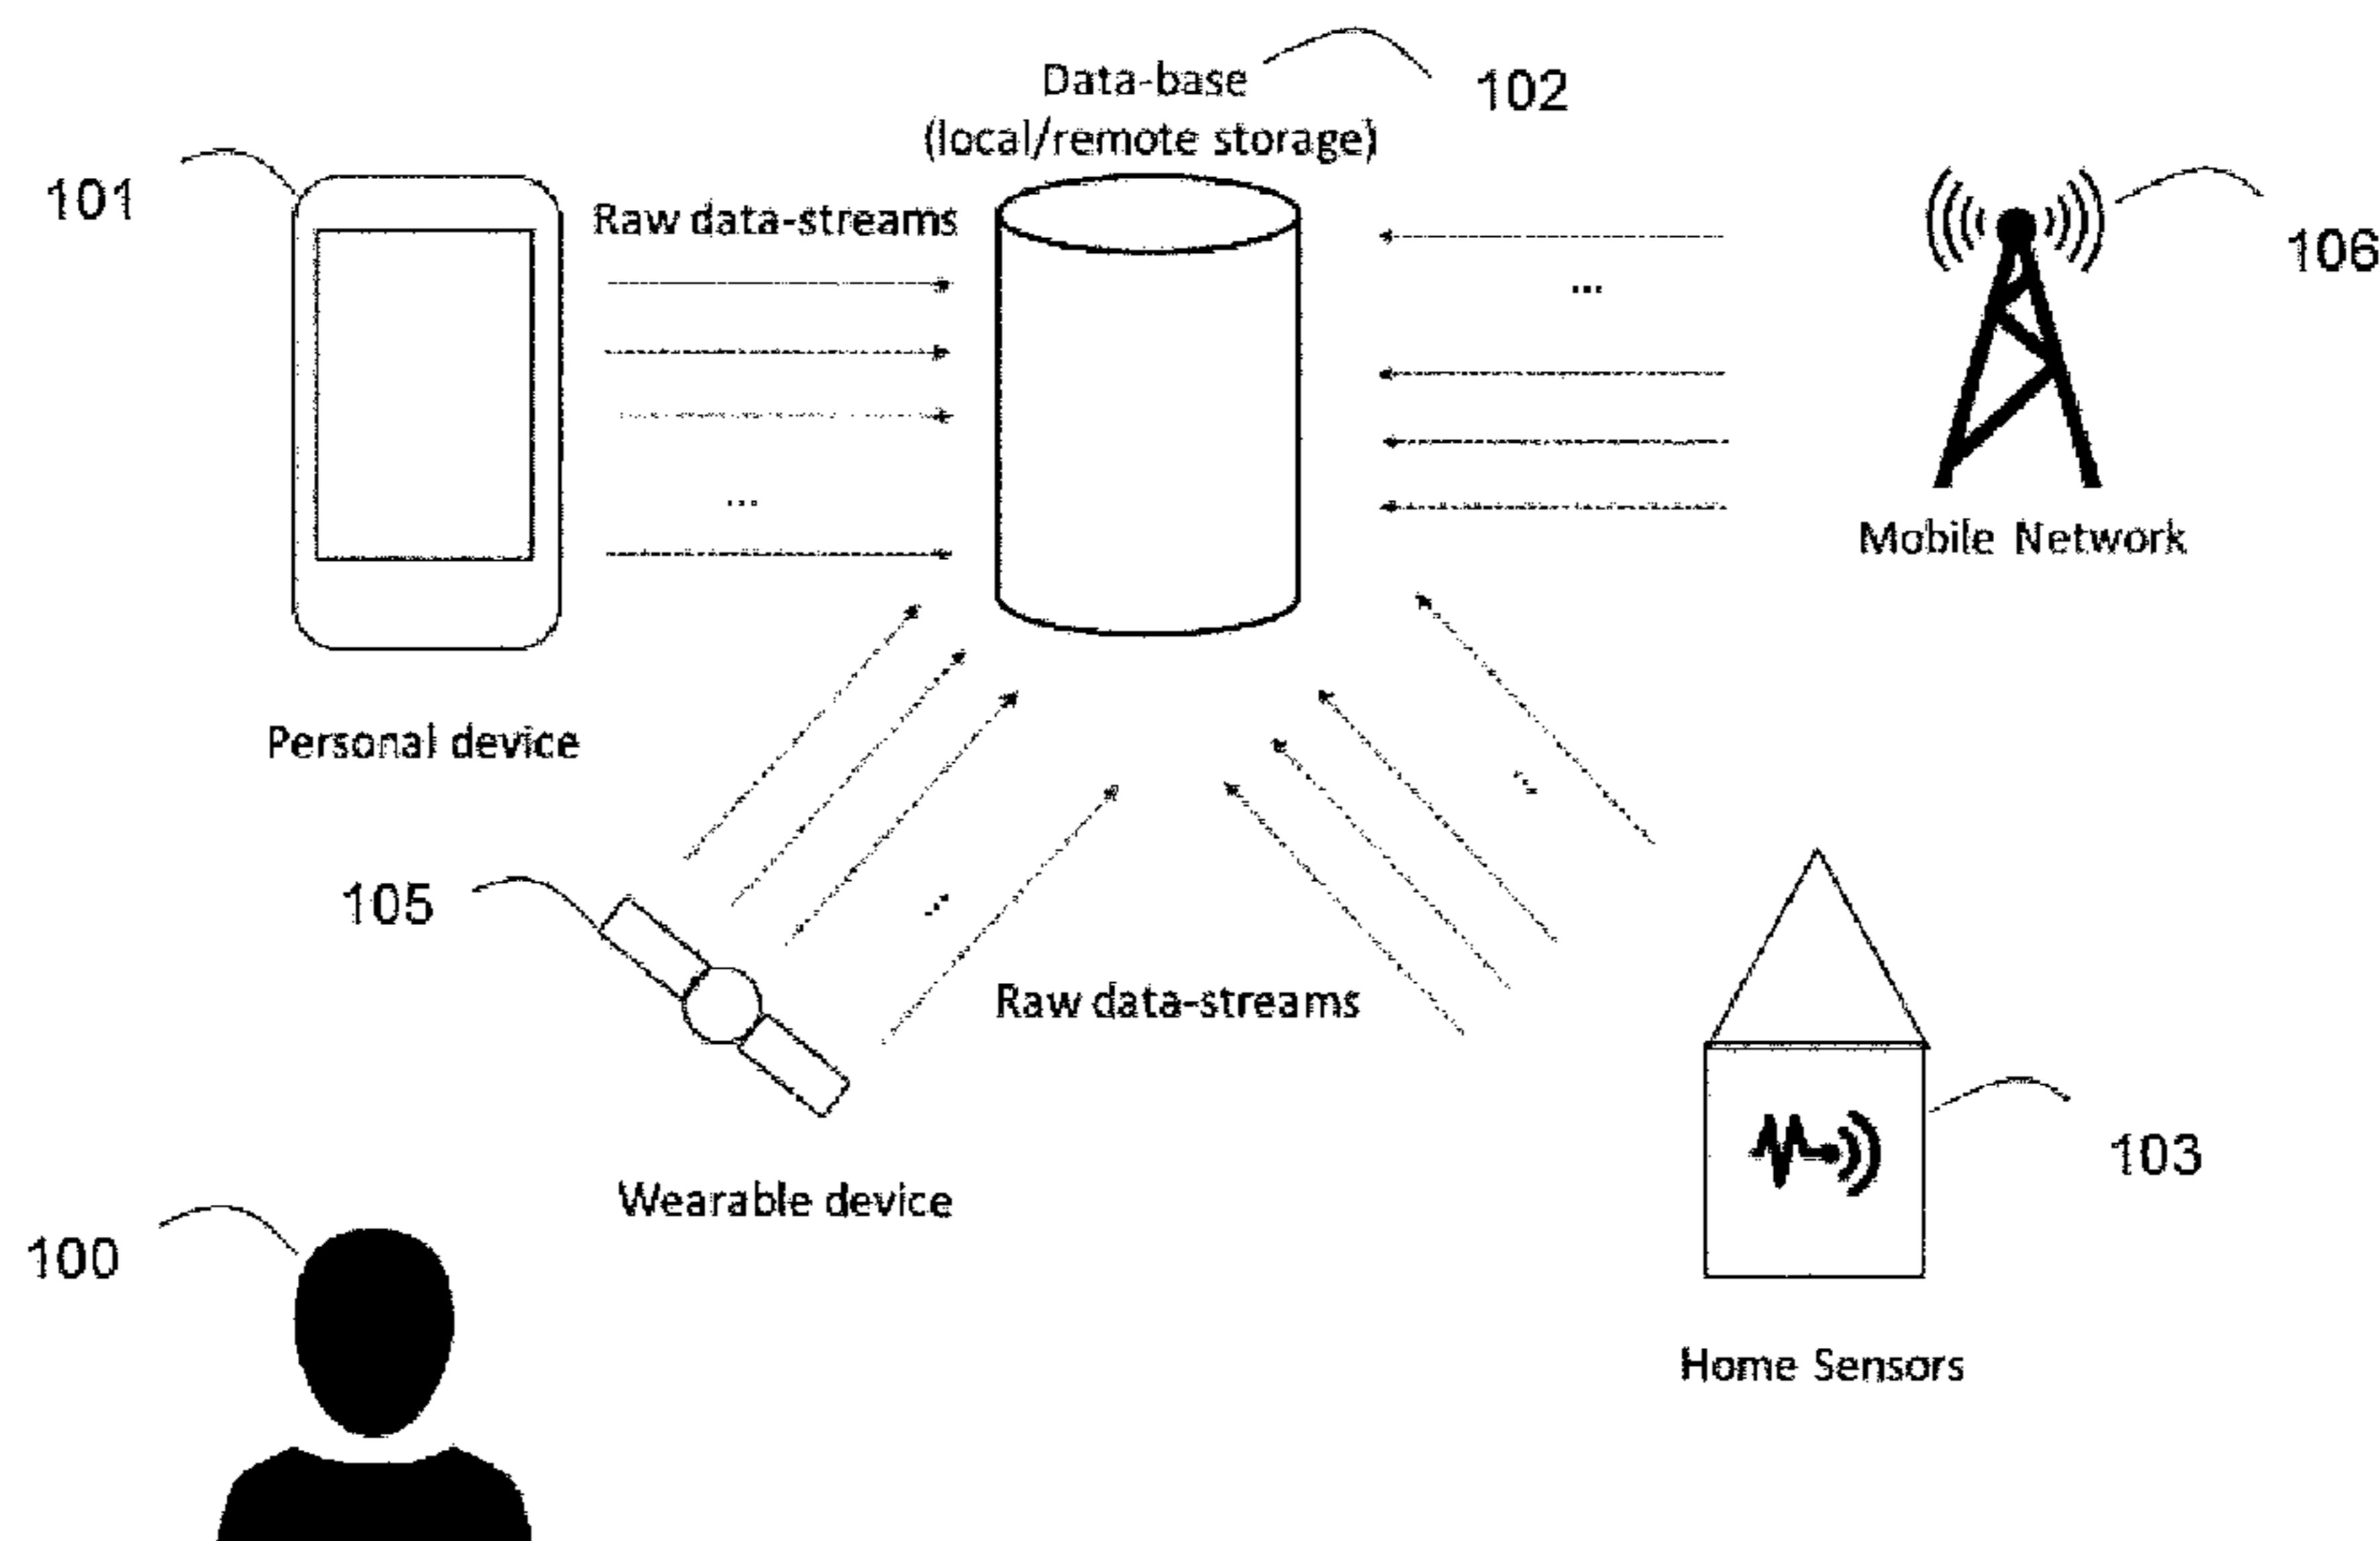 Data-base
102
(local/remote storage)
101
Raw data-streams
106
...
...
Mobile Network
Personal device
...
105
...
Raw data-streams
103
Wearable device
100
Home Sensors